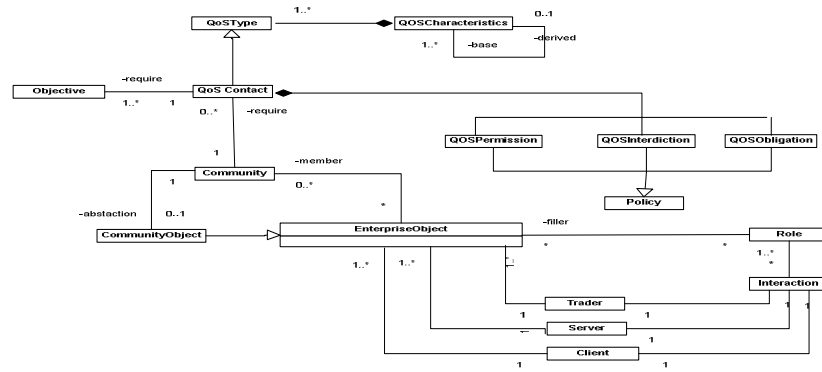 1..*
0..1
QoSType
QOSCharacteristics
1..*
-base
-derived
-require
Objective
QoS Contact
1..*
1
0..*
-require
QOSPermission
QOSInterdiction
QOSObligation
1
Community
-member
1
0..*
Policy
-abstaction
0..1
*
CommunityObject
EnterpriseObject
-filler
Role
*
*
1..*
*
1..*
1..*
Interaction
Trader
1
1
1
1
Server
1
Client
1
1